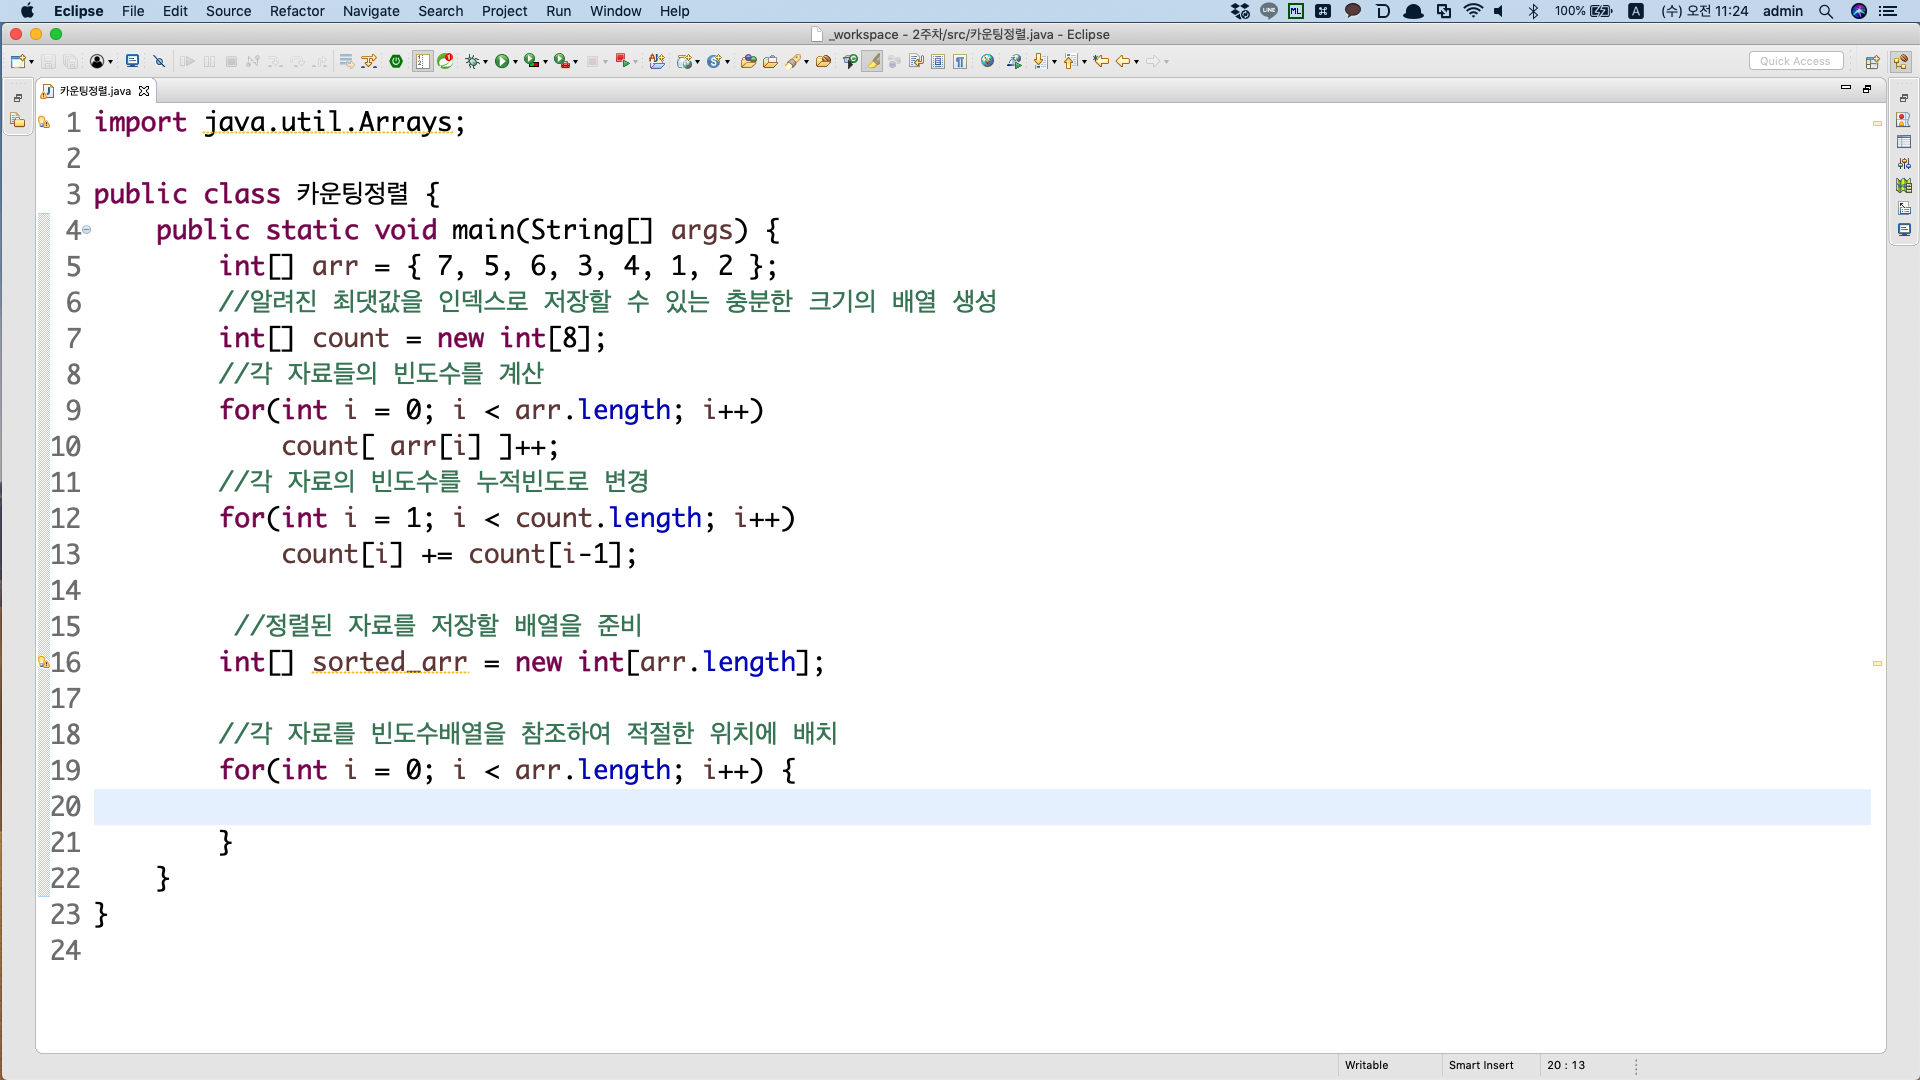 Eclipse File Edit Source Refactor Navigate Search Project Run Window Help LINE ML 100% A (수) 오전 11:24 admin
_workspace - 2주차/src/카운팅정렬.java - Eclipse
Quick Access
카운팅정렬.java
1 import java.util.Arrays;
2
3 public class 카운팅정렬 {
4 public static void main(String[] args) {
5 int[] arr = { 7, 5, 6, 3, 4, 1, 2 };
6 //알려진 최댓값을 인덱스로 저장할 수 있는 충분한 크기의 배열 생성
7 int[] count = new int[8];
8 //각 자료들의 빈도수를 계산
9 for(int i = 0; i < arr.length; i++)
10 count[ arr[i] ]++;
11 //각 자료의 빈도수를 누적빈도로 변경
12 for(int i = 1; i < count.length; i++)
13 count[i] += count[i-1];
14
15 //정렬된 자료를 저장할 배열을 준비
16 int[] sorted_arr = new int[arr.length];
17
18 //각 자료를 빈도수배열을 참조하여 적절한 위치에 배치
19 for(int i = 0; i < arr.length; i++) {
20
21 }
22 }
23 }
24
Writable Smart Insert 20 : 13